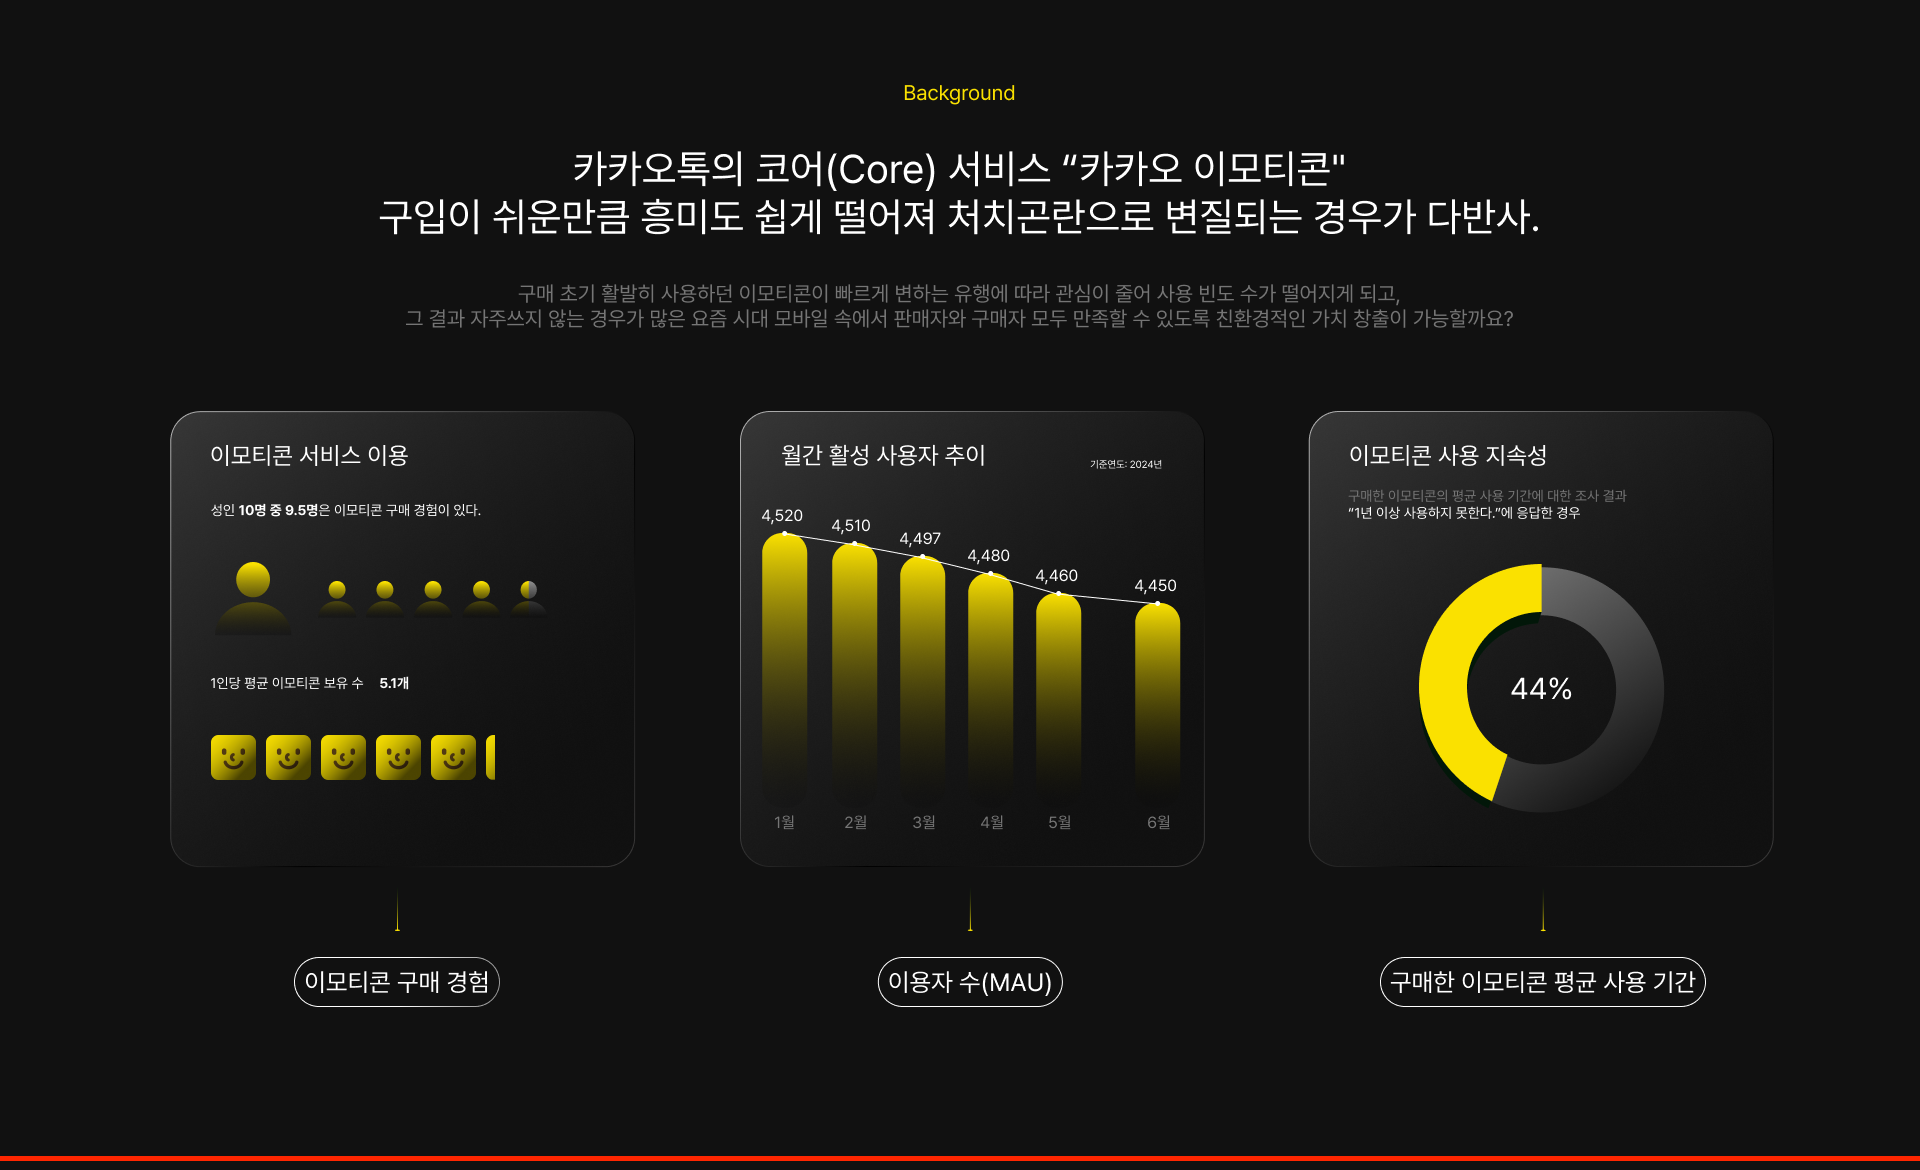 Background
카카오톡의 코어(Core) 서비스 “카카오 이모티콘"
구입이 쉬운만큼 흥미도 쉽게 떨어져 처치곤란으로 변질되는 경우가 다반사.
구매 초기 활발히 사용하던 이모티콘이 빠르게 변하는 유행에 따라 관심이 줄어 사용 빈도 수가 떨어지게 되고,
그 결과 자주쓰지 않는 경우가 많은 요즘 시대 모바일 속에서 판매자와 구매자 모두 만족할 수 있도록 친환경적인 가치 창출이 가능할까요?
이모티콘 서비스 이용
성인 10명 중 9.5명은 이모티콘 구매 경험이 있다.
1인당 평균 이모티콘 보유 수 5.1개
이모티콘 구매 경험
월간 활성 사용자 추이
기준연도: 2024년
4,520
4,510
4,497
4,480
4,460
4,450
1월
2월
3월
4월
5월
6월
이용자 수(MAU)
이모티콘 사용 지속성
구매한 이모티콘의 평균 사용 기간에 대한 조사 결과
“1년 이상 사용하지 못한다.”에 응답한 경우
44%
구매한 이모티콘 평균 사용 기간